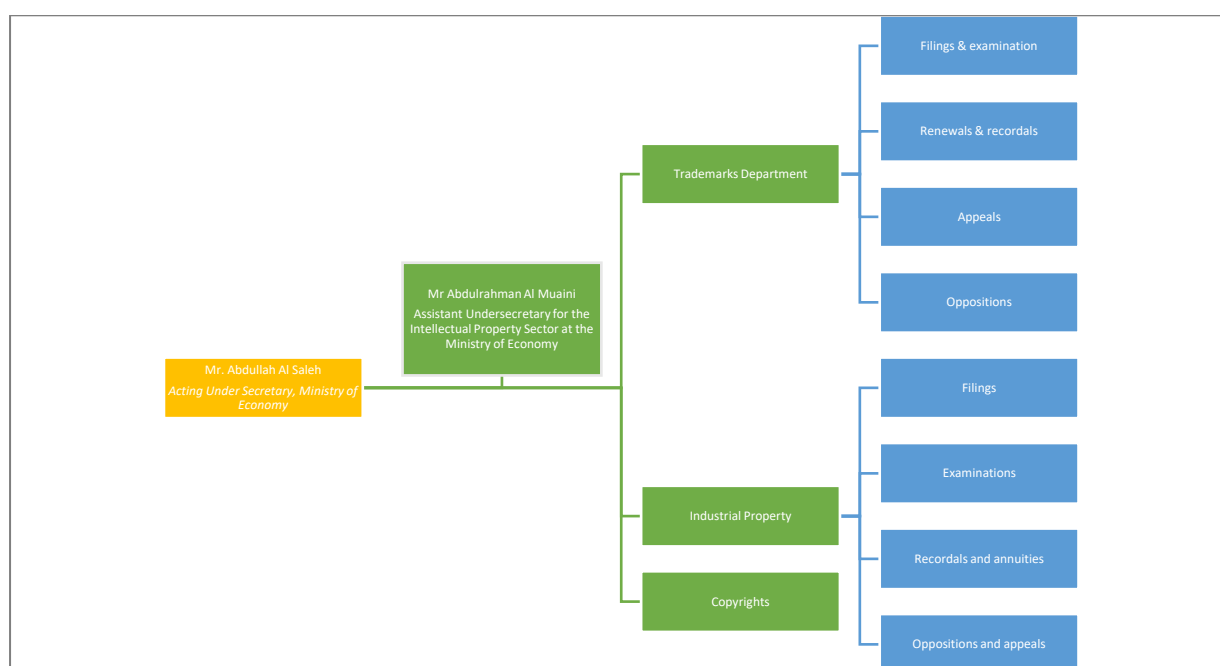 Mr. Abdullah Al Saleh
Acting Under Secretary, Ministry of
Economy
Mr Abdulrahman Al Muaini
Assistant Undersecretary for the
Intellectual Property Sector at the
Ministry of Economy
Trademarks Department
Filings & examination
Renewals & recordals
Appeals
Oppositions
Industrial Property
Filings
Examinations
Recordals and annuities
Oppositions and appeals
Copyrights